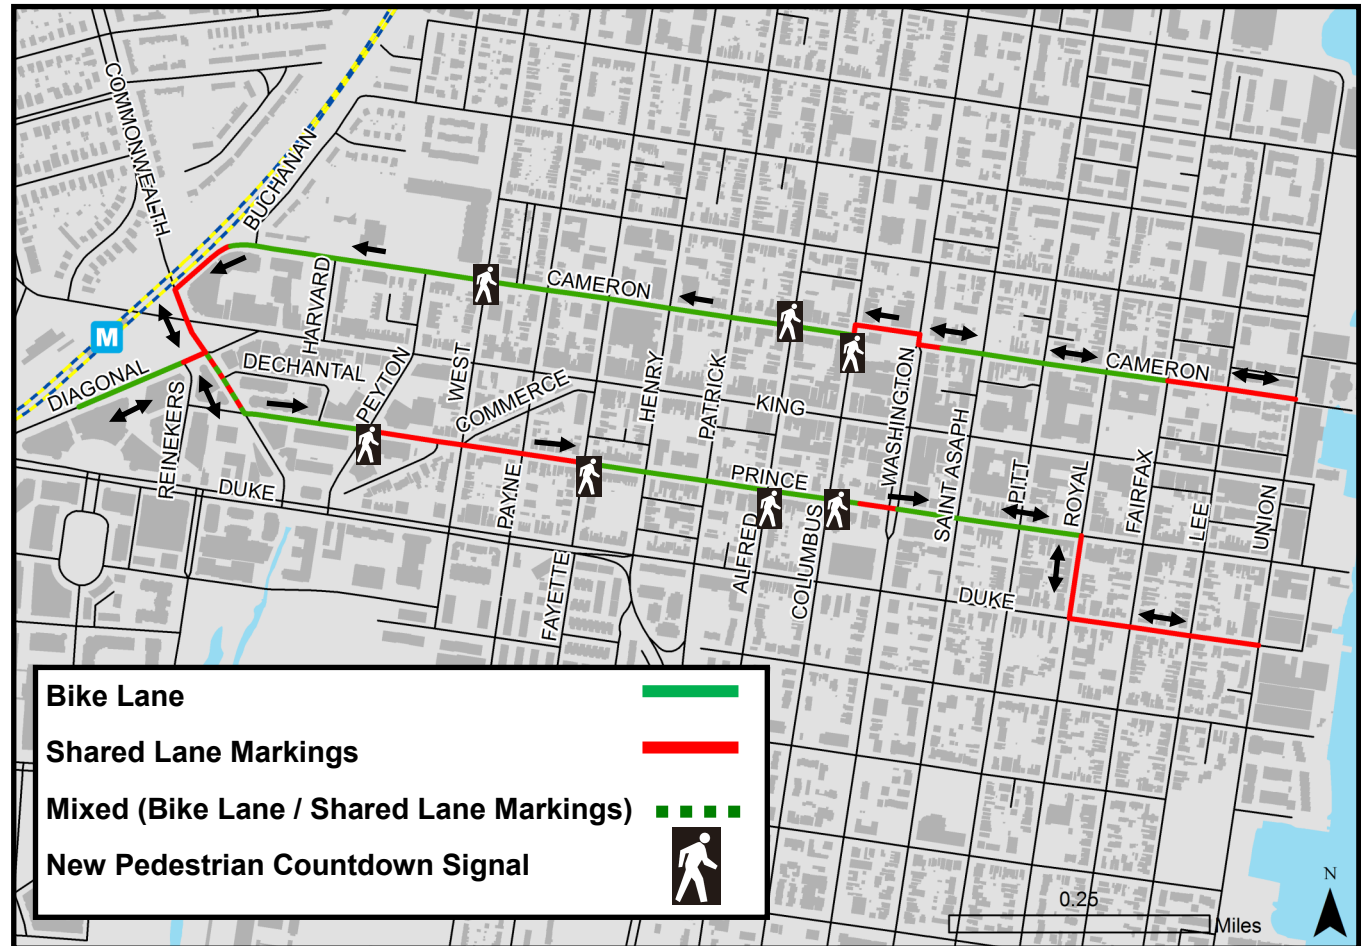 COMMONWEALTH
BUCHANAN
M
HARVARD
CAMERON
DIAGONAL
DECHANTAL
REINEKERS
PEYTON
WEST
COMMERCE
HENRY
PATRICK
KING
WASHINGTON
CAMERON
DUKE
PAYNE
FAYETTE
PRINCE
ALFRED
COLUMBUS
SAINT ASAPH
PITT
ROYAL
FAIRFAX
LEE
UNION
DUKE
Bike Lane
Shared Lane Markings
Mixed (Bike Lane / Shared Lane Markings)
New Pedestrian Countdown Signal
N
0.25
Miles